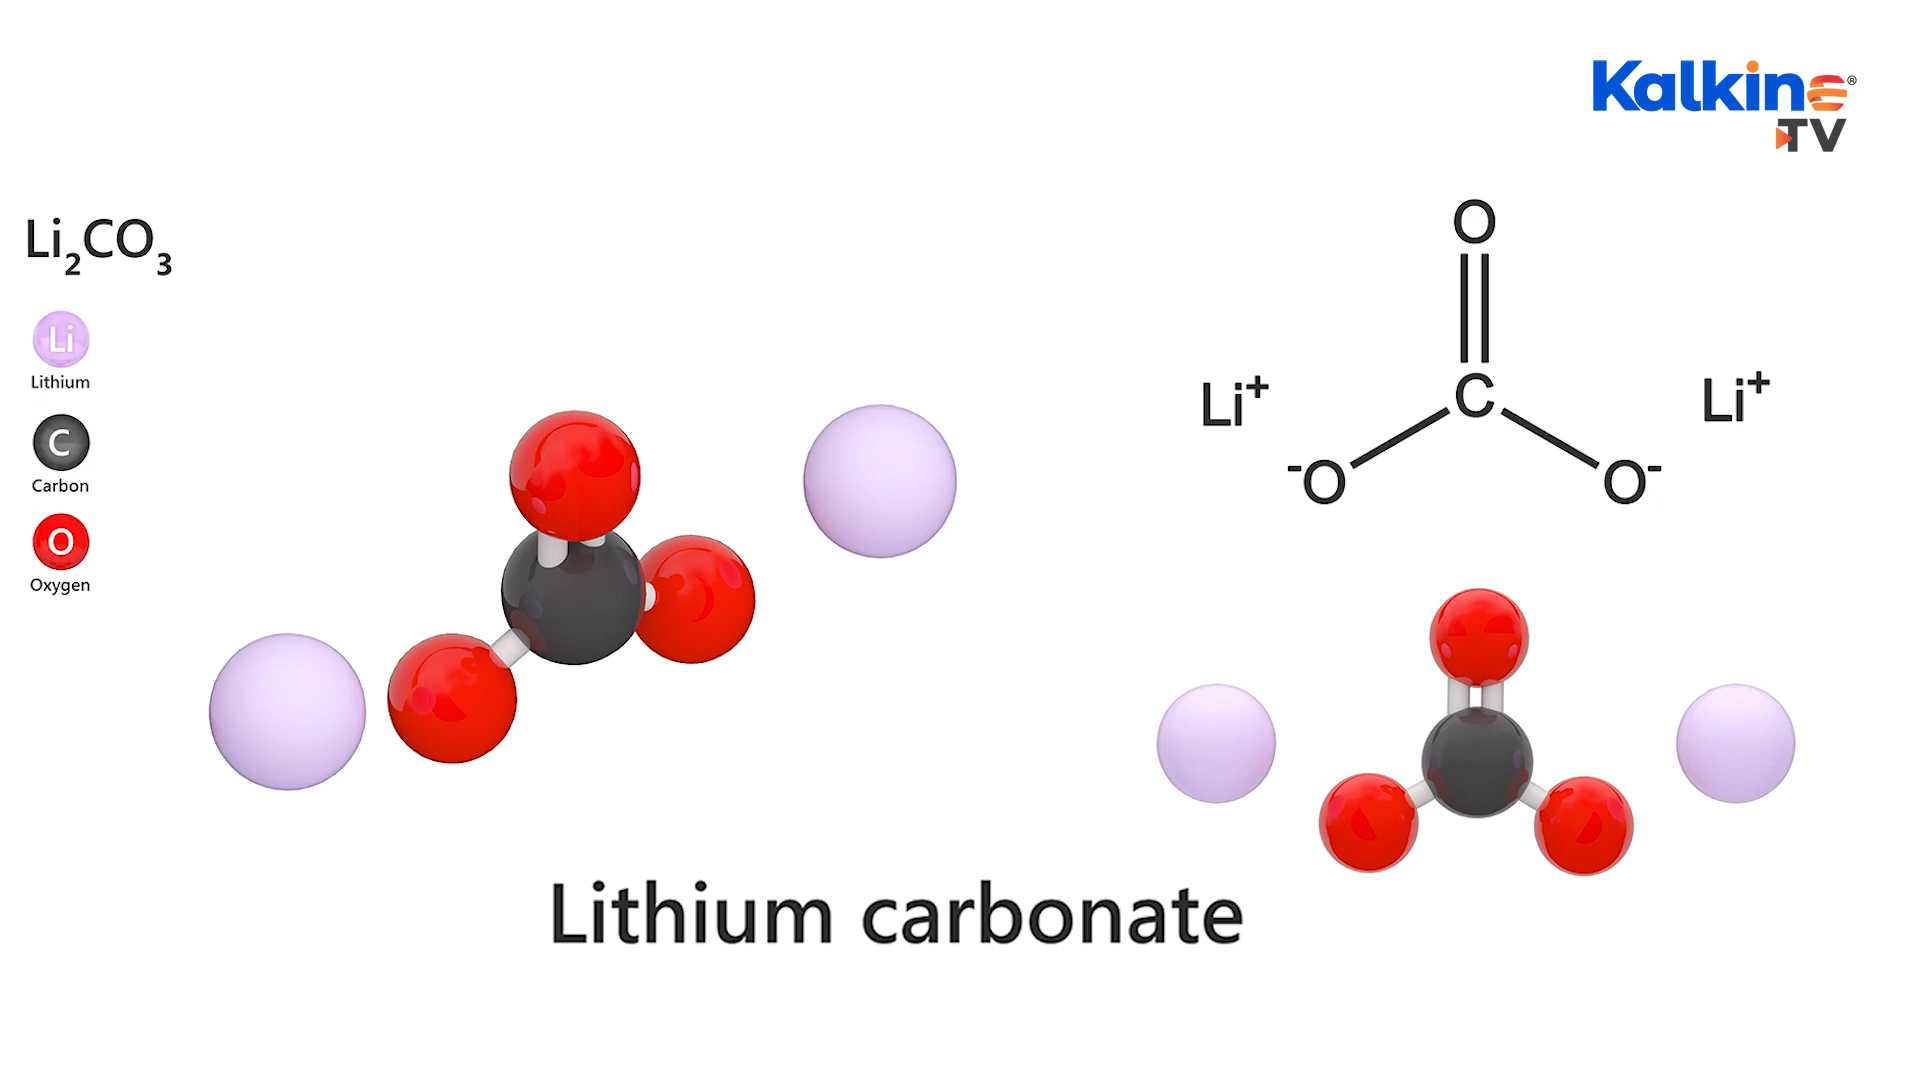 Kalkine®
TV
Li₂CO₃
Li
Lithium
C
Carbon
O
Oxygen
O
Li⁺ C Li⁺
⁻O O⁻
Lithium carbonate